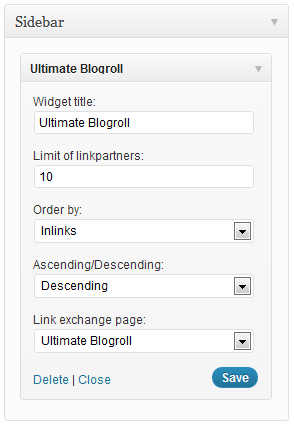 Sidebar
Ultimate Blogroll
Widget title:
Ultimate Blogroll
Limit of linkpartners:
10
Order by:
Inlinks
Ascending/Descending:
Descending
Link exchange page:
Ultimate Blogroll
Delete | Close Save